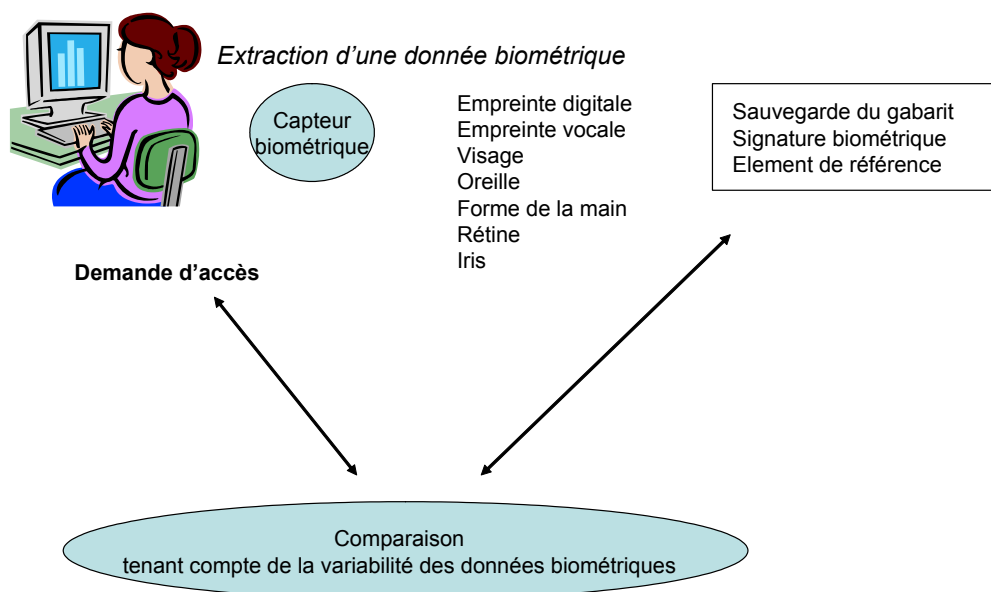 Extraction d’une donnée biométrique
Capteur
biométrique
Empreinte digitale
Empreinte vocale
Visage
Oreille
Forme de la main
Rétine
Iris
Sauvegarde du gabarit
Signature biométrique
Element de référence
Demande d’accès
Comparaison
tenant compte de la variabilité des données biométriques